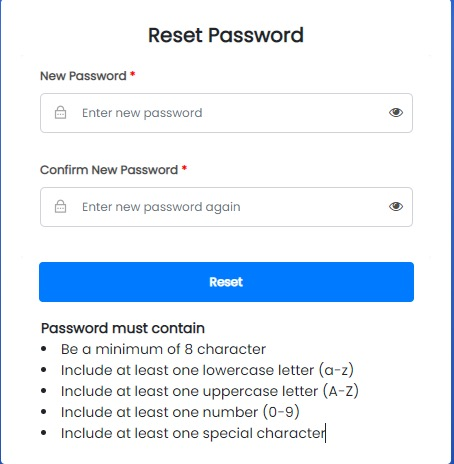 Reset Password
New Password *
Enter new password
Confirm New Password *
Enter new password again
Reset
Password must contain
• Be a minimum of 8 character
• Include at least one lowercase letter (a-z)
• Include at least one uppercase letter (A-Z)
• Include at least one number (0-9)
• Include at least one special character